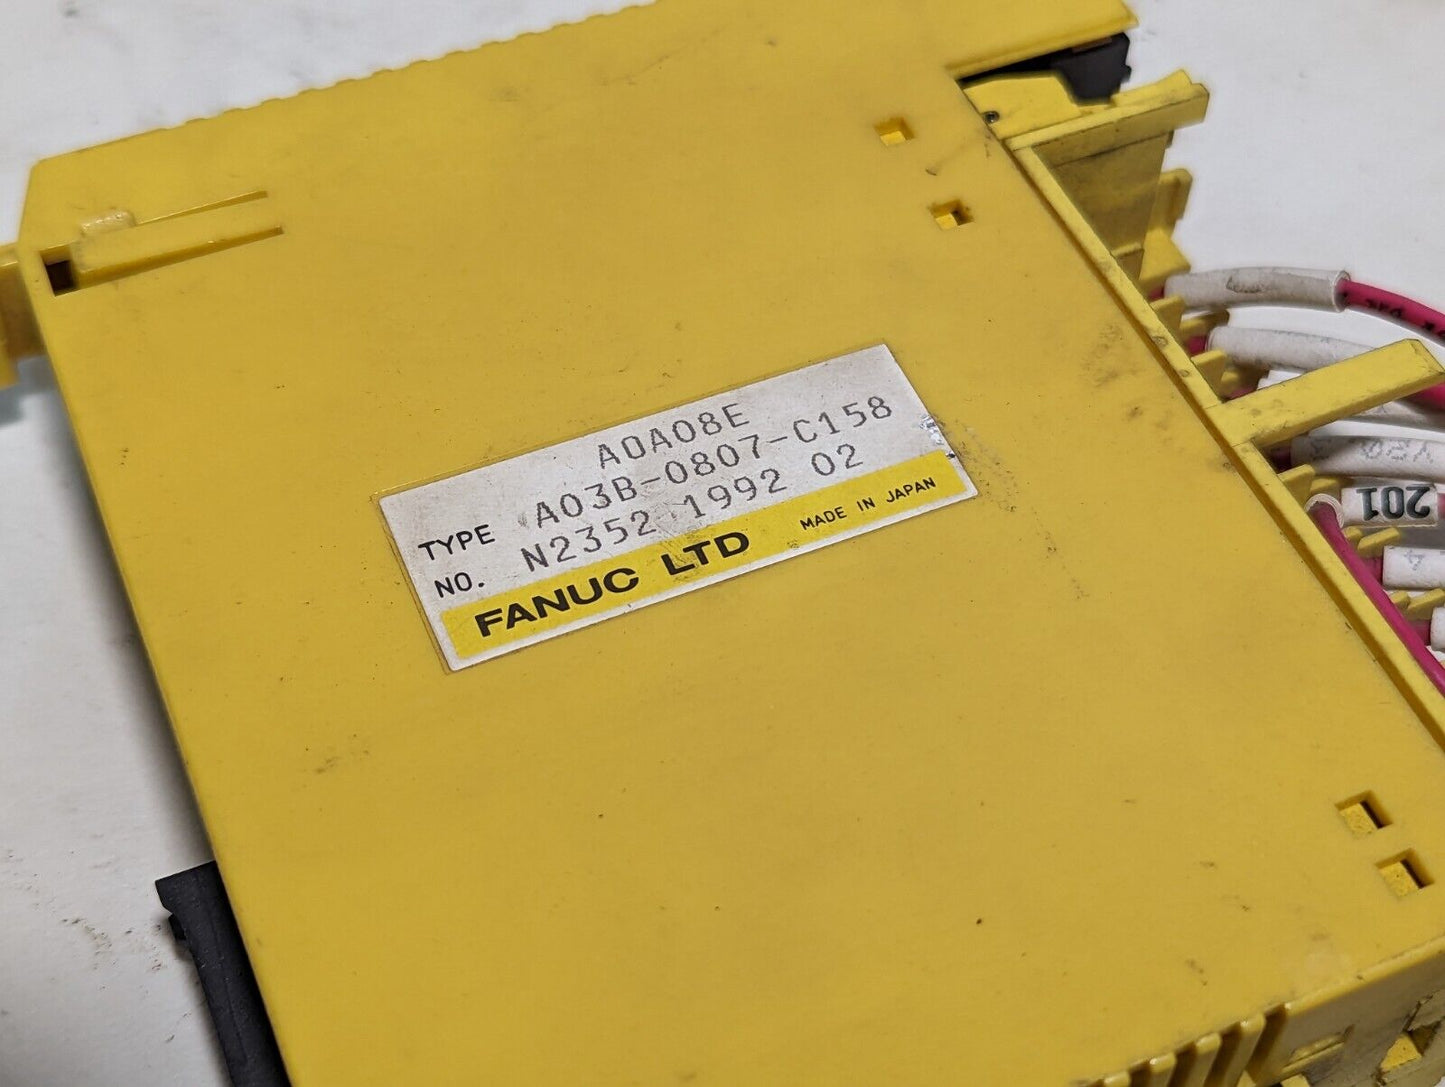 AOA08E
TYPE A03B-0807-C158
NO. N2352 1992 02
FANUC LTD MADE IN JAPAN
201